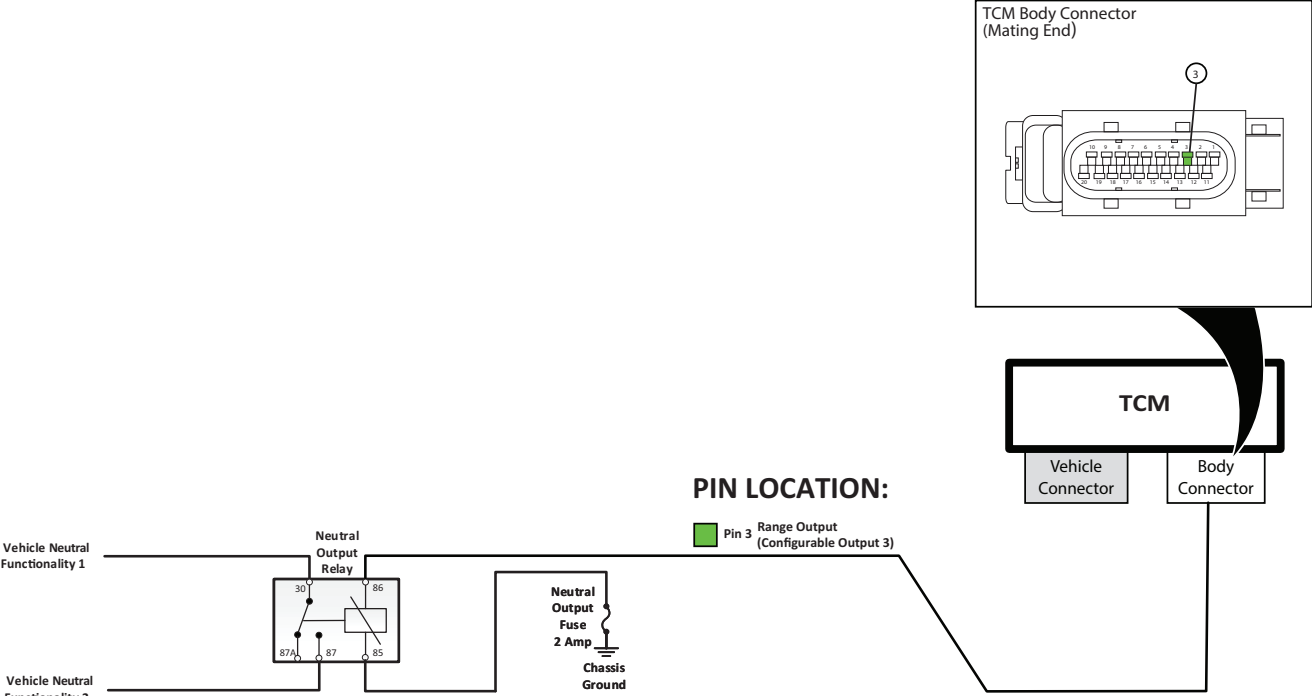 TCM Body Connector
(Mating End)
3
10 9 8 7 6 5 4 3 2 1
20 19 18 17 16 15 14 13 12 11
TCM
Vehicle
Connector
Body
Connector
PIN LOCATION:
Pin 3
Range Output
(Configurable Output 3)
Vehicle Neutral
Functionality 1
Neutral
Output
Relay
30
86
87A
87
85
Neutral
Output
Fuse
2 Amp
Chassis
Ground
Vehicle Neutral
Functionality 2